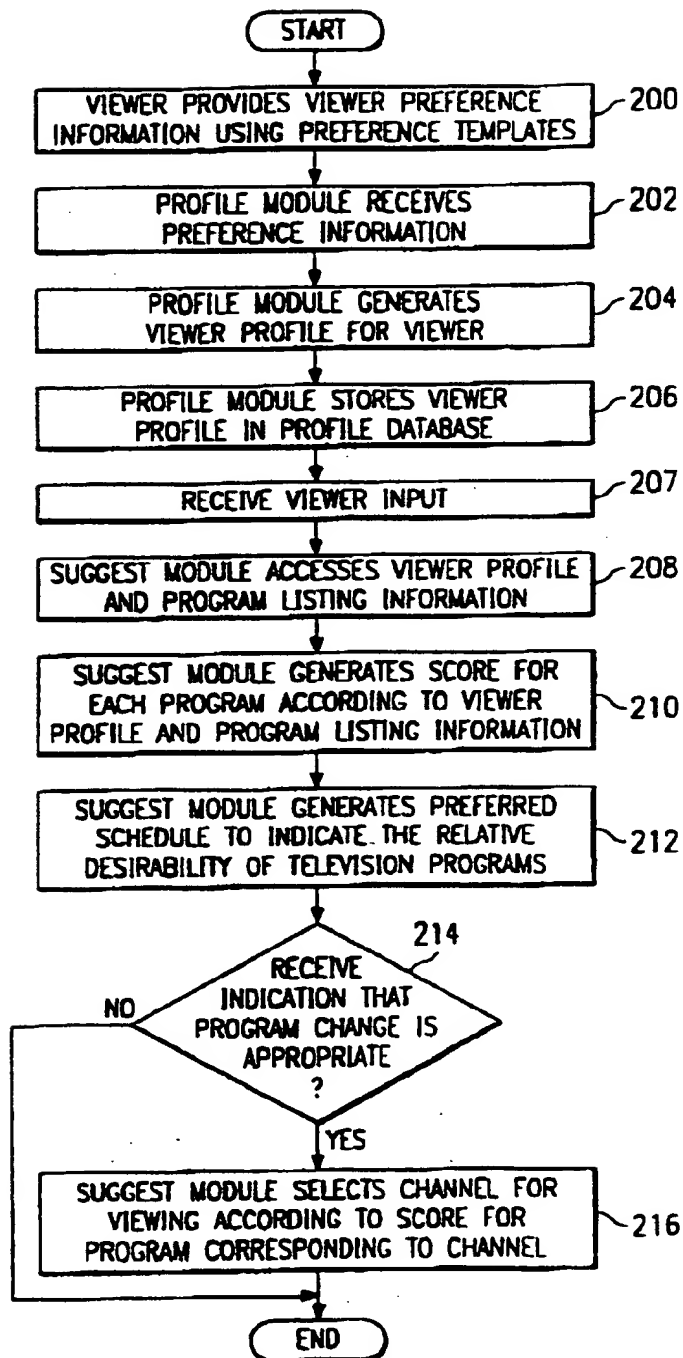 START
VIEWER PROVIDES VIEWER PREFERENCE
INFORMATION USING PREFERENCE TEMPLATES
200
PROFILE MODULE RECEIVES
PREFERENCE INFORMATION
202
PROFILE MODULE GENERATES
VIEWER PROFILE FOR VIEWER
204
PROFILE MODULE STORES VIEWER
PROFILE IN PROFILE DATABASE
206
RECEIVE VIEWER INPUT
207
SUGGEST MODULE ACCESSES VIEWER PROFILE
AND PROGRAM LISTING INFORMATION
208
SUGGEST MODULE GENERATES SCORE FOR
EACH PROGRAM ACCORDING TO VIEWER
PROFILE AND PROGRAM LISTING INFORMATION
210
SUGGEST MODULE GENERATES PREFERRED
SCHEDULE TO INDICATE THE RELATIVE
DESIRABILITY OF TELEVISION PROGRAMS
212
214
RECEIVE
INDICATION THAT
PROGRAM CHANGE IS
APPROPRIATE
?
NO
YES
SUGGEST MODULE SELECTS CHANNEL FOR
VIEWING ACCORDING TO SCORE FOR
PROGRAM CORRESPONDING TO CHANNEL
216
END